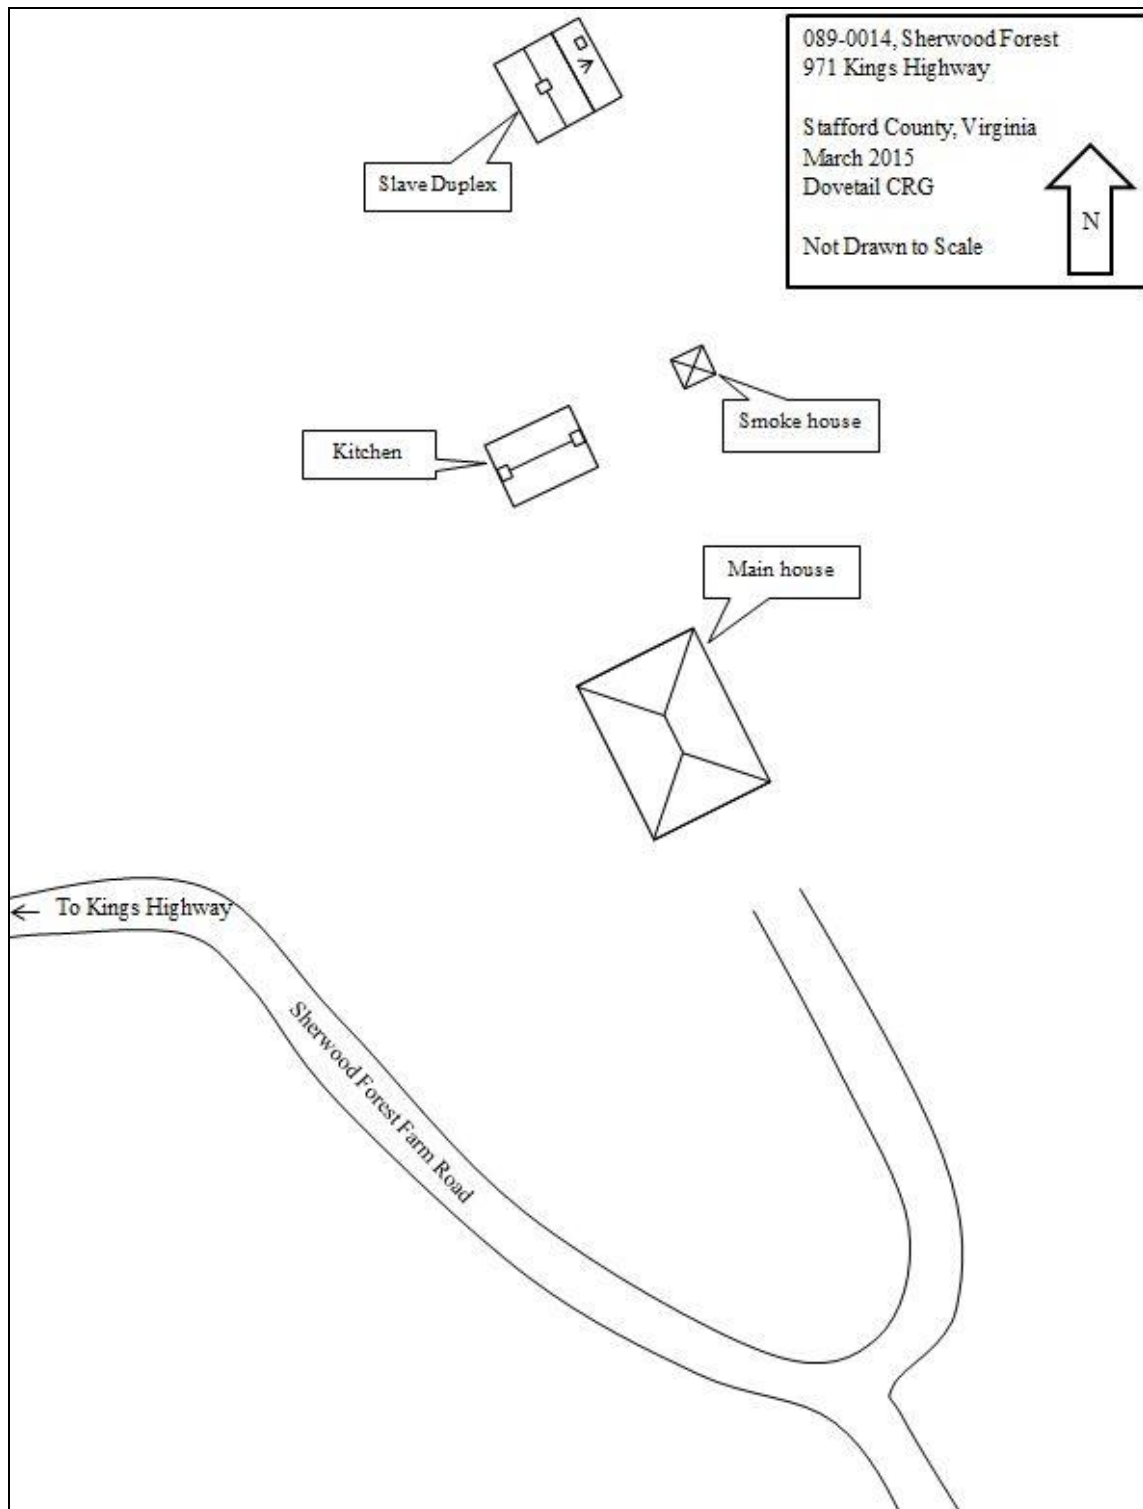 089-0014, Sherwood Forest
971 Kings Highway
Stafford County, Virginia
March 2015
Dovetail CRG
Not Drawn to Scale
N
Slave Duplex
Smoke house
Kitchen
Main house
To Kings Highway
Sherwood Forest Farm Road